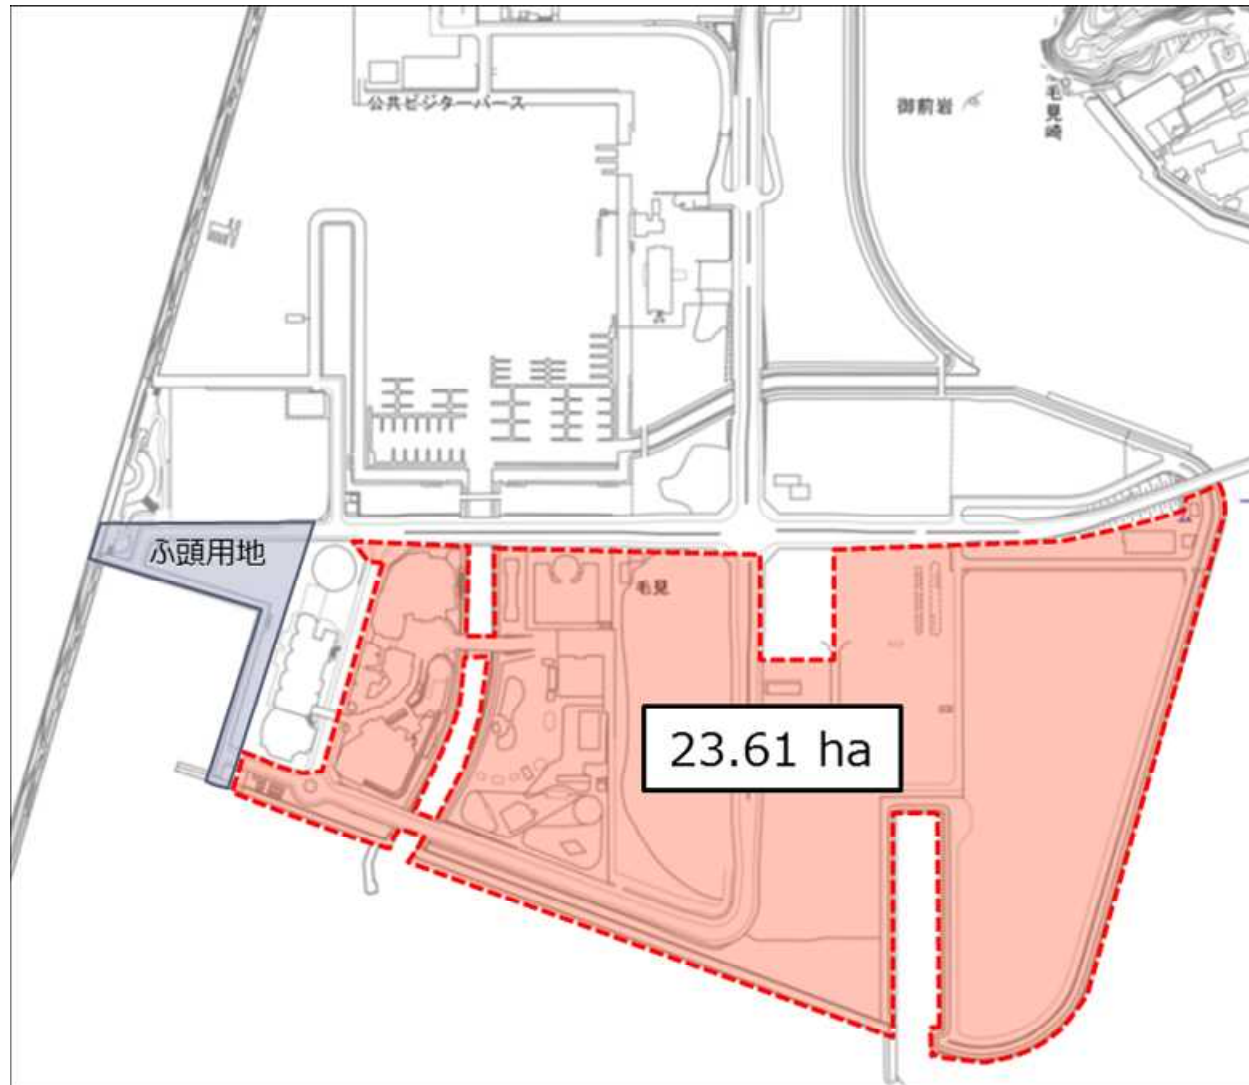 公共ビジターバース
御前岩
毛見崎
ふ頭用地
毛見
23.61 ha